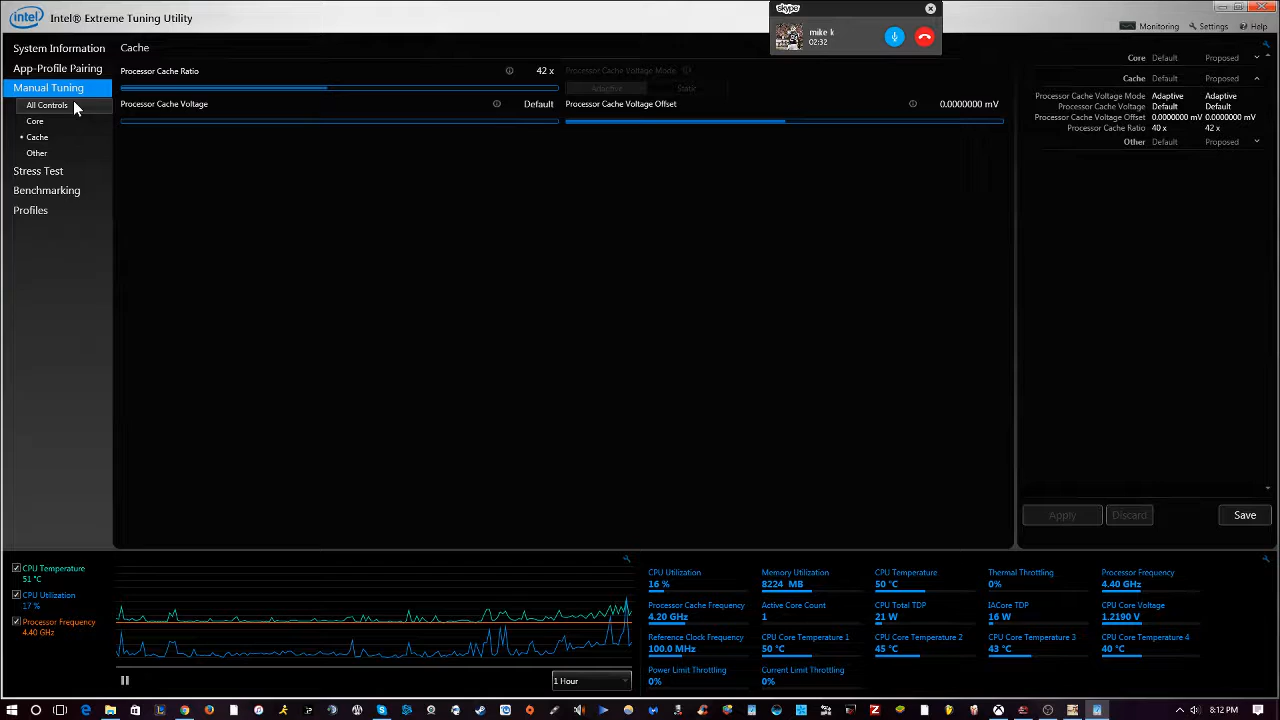 intel Intel® Extreme Tuning Utility
skype
mike k
02:32
Monitoring Settings Help
System Information
App-Profile Pairing
Manual Tuning
All Controls
Core
Cache
Other
Stress Test
Benchmarking
Profiles
Cache
Processor Cache Ratio 42 x
Processor Cache Voltage Mode
Adaptive Static
Processor Cache Voltage Default
Processor Cache Voltage Offset 0.0000000 mV
Core Default Proposed
Cache Default Proposed
Processor Cache Voltage Mode Adaptive Adaptive
Processor Cache Voltage Default Default
Processor Cache Voltage Offset 0.0000000 mV 0.0000000 mV
Processor Cache Ratio 40 x 42 x
Other Default Proposed
Apply Discard Save
CPU Temperature
51 °C
CPU Utilization
17 %
Processor Frequency
4.40 GHz
1 Hour
CPU Utilization
16 %
Memory Utilization
8224 MB
CPU Temperature
50 °C
Thermal Throttling
0%
Processor Frequency
4.40 GHz
Processor Cache Frequency
4.20 GHz
Active Core Count
1
CPU Total TDP
21 W
IACore TDP
16 W
CPU Core Voltage
1.2190 V
Reference Clock Frequency
100.0 MHz
CPU Core Temperature 1
50 °C
CPU Core Temperature 2
45 °C
CPU Core Temperature 3
43 °C
CPU Core Temperature 4
40 °C
Power Limit Throttling
0%
Current Limit Throttling
0%
8:12 PM